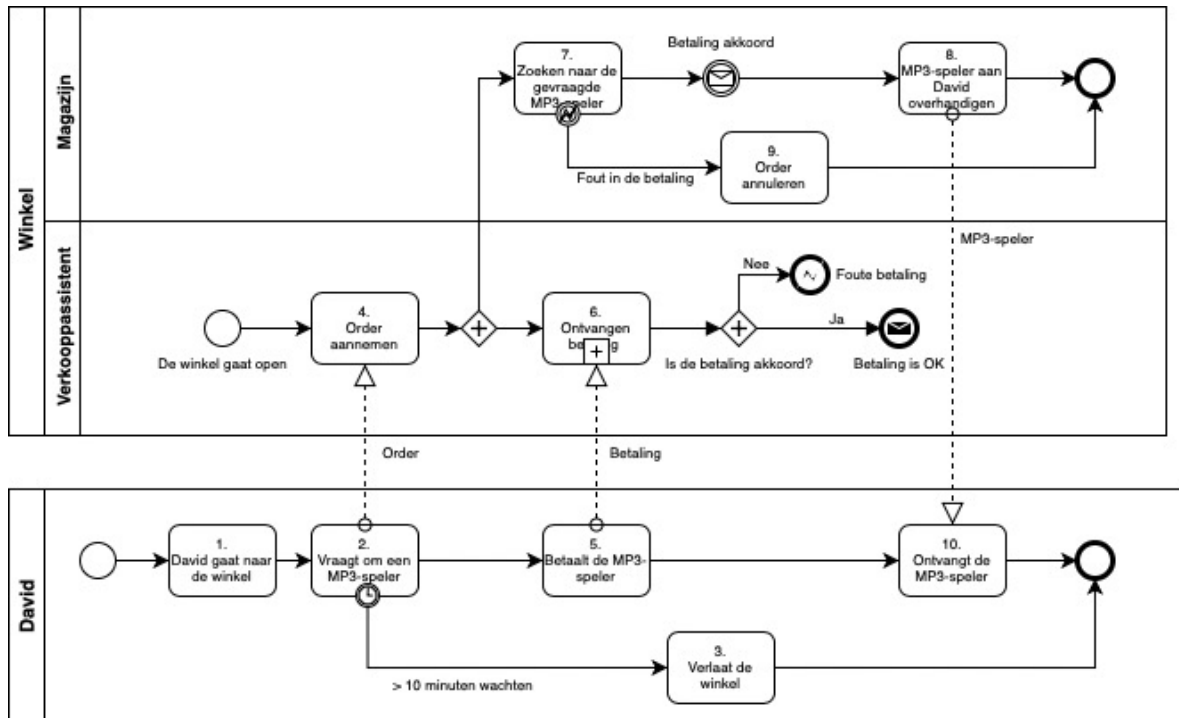 Winkel
Magazijn
7.
Zoeken naar de
gevraagde
MP3-speler
Betaling akkoord
8.
MP3-speler aan
David
overhandigen
Fout in de betaling
9.
Order
annuleren
MP3-speler
Verkooppassistent
De winkel gaat open
4.
Order
aannemen
6.
Ontvangen
Is de betaling akkoord?
Nee
Foute betaling
Ja
Betaling is OK
Order
Betaling
David
1.
David gaat naar
de winkel
2.
Vraagt om een
MP3-speler
> 10 minuten wachten
5.
Betaalt de MP3-
speler
3.
Verlaat de
winkel
10.
Ontvangt de
MP3-speler